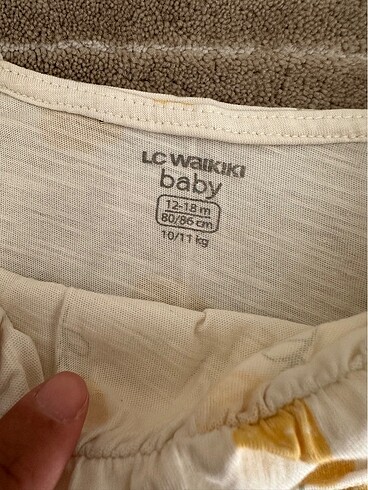 LC WAIKIKI
baby
12-18 m
80/86 cm
10/11 kg